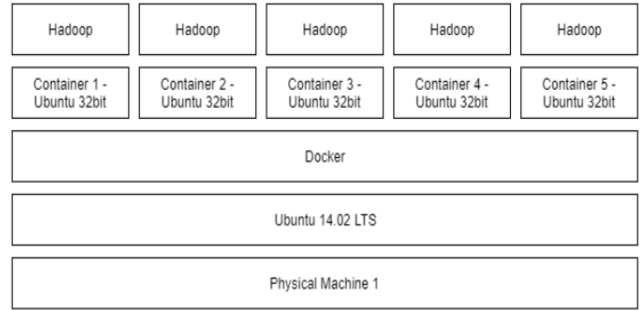 Hadoop
Hadoop
Hadoop
Hadoop
Hadoop
Container 1 -
Ubuntu 32bit
Container 2 -
Ubuntu 32bit
Container 3 -
Ubuntu 32bit
Container 4 -
Ubuntu 32bit
Container 5 -
Ubuntu 32bit
Docker
Ubuntu 14.02 LTS
Physical Machine 1